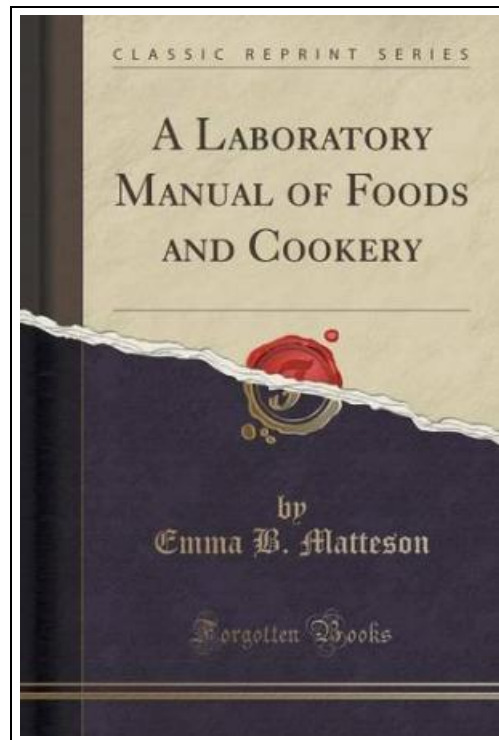 CLASSIC REPRINT SERIES
A LABORATORY
MANUAL OF FOODS
AND COOKERY
by
Emma B. Matteson
Forgotten Books